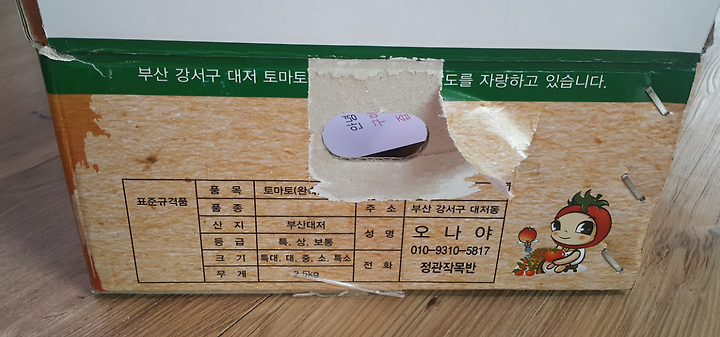 부산 강서구 대저 토마토 도를 자랑하고 있습니다.
안녕
구
표준규격품
품 목 토마토(완
품 종
산 지 부산대저
등 급 특, 상, 보통
크 기 특대, 대, 중, 소, 특소
무 게 2.5kg
주 소 부산 강서구 대저동
성 명 오 나 야
전 화 010-9310-5817
정관작목반